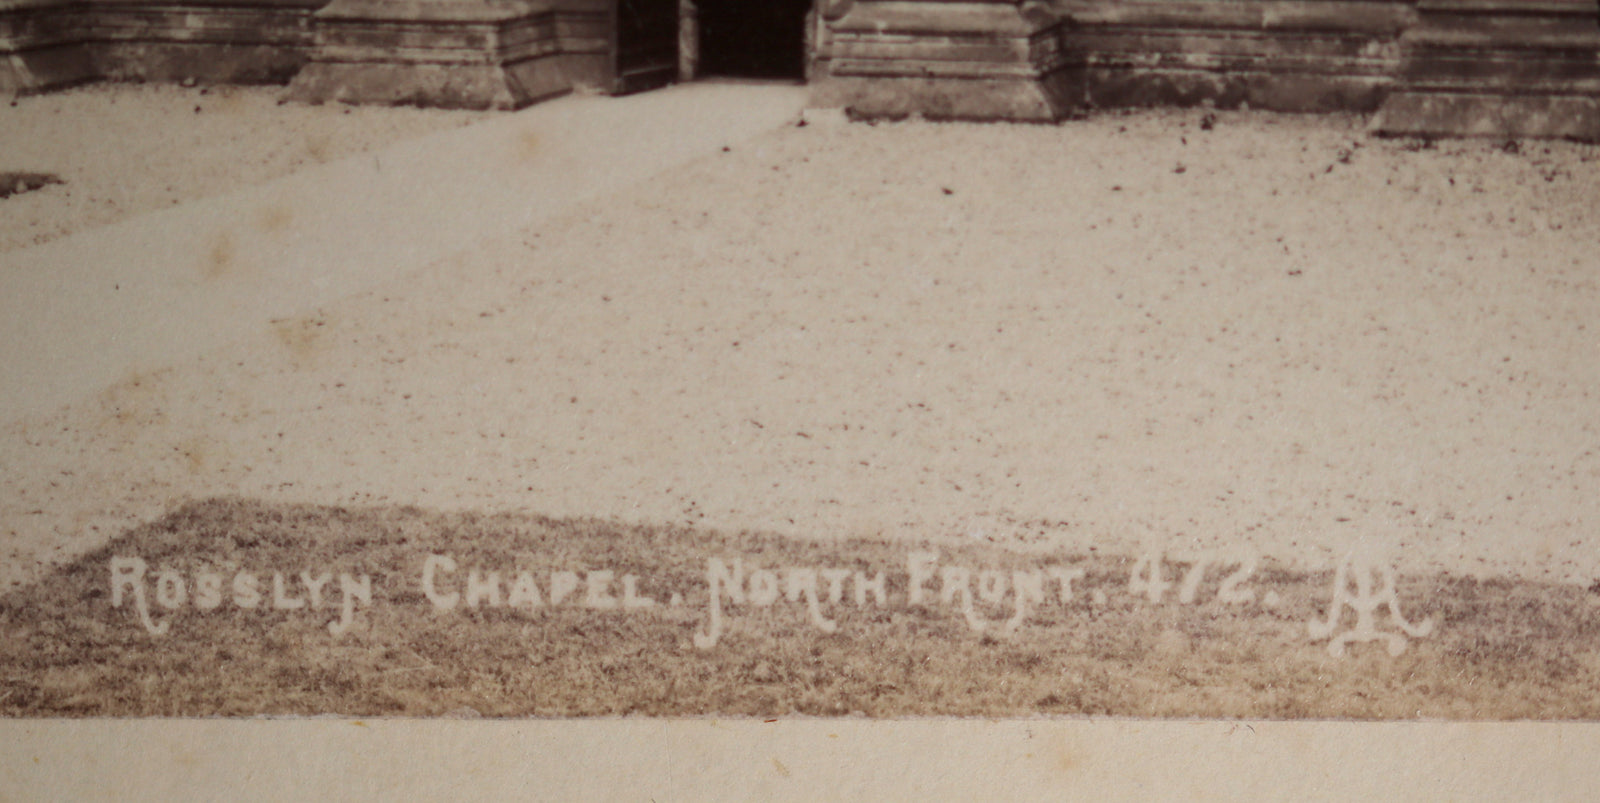 ROSSLYN CHAPEL. NORTH FRONT. 472.